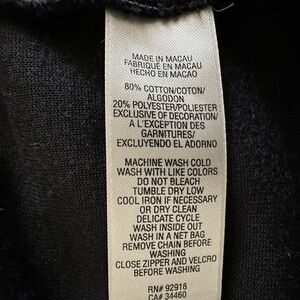 MADE IN MACAU
FABRIQUÉ EN MACAU
HECHO EN MACAO
80% COTTON/COTON/
ALGODON
20% POLYESTER/POLIESTER
EXCLUSIVE OF DECORATION/
A L'EXCEPTION DES
GARNITURES/
EXCLUYENDO EL ADORNO
MACHINE WASH COLD
WASH WITH LIKE COLORS
DO NOT BLEACH
TUMBLE DRY LOW
COOL IRON IF NECESSARY
OR DRY CLEAN
DELICATE CYCLE
WASH INSIDE OUT
WASH IN A NET BAG
REMOVE CHAIN BEFORE
WASHING
CLOSE ZIPPER AND VELCRO
BEFORE WASHING
RN# 92918
CA# 34460